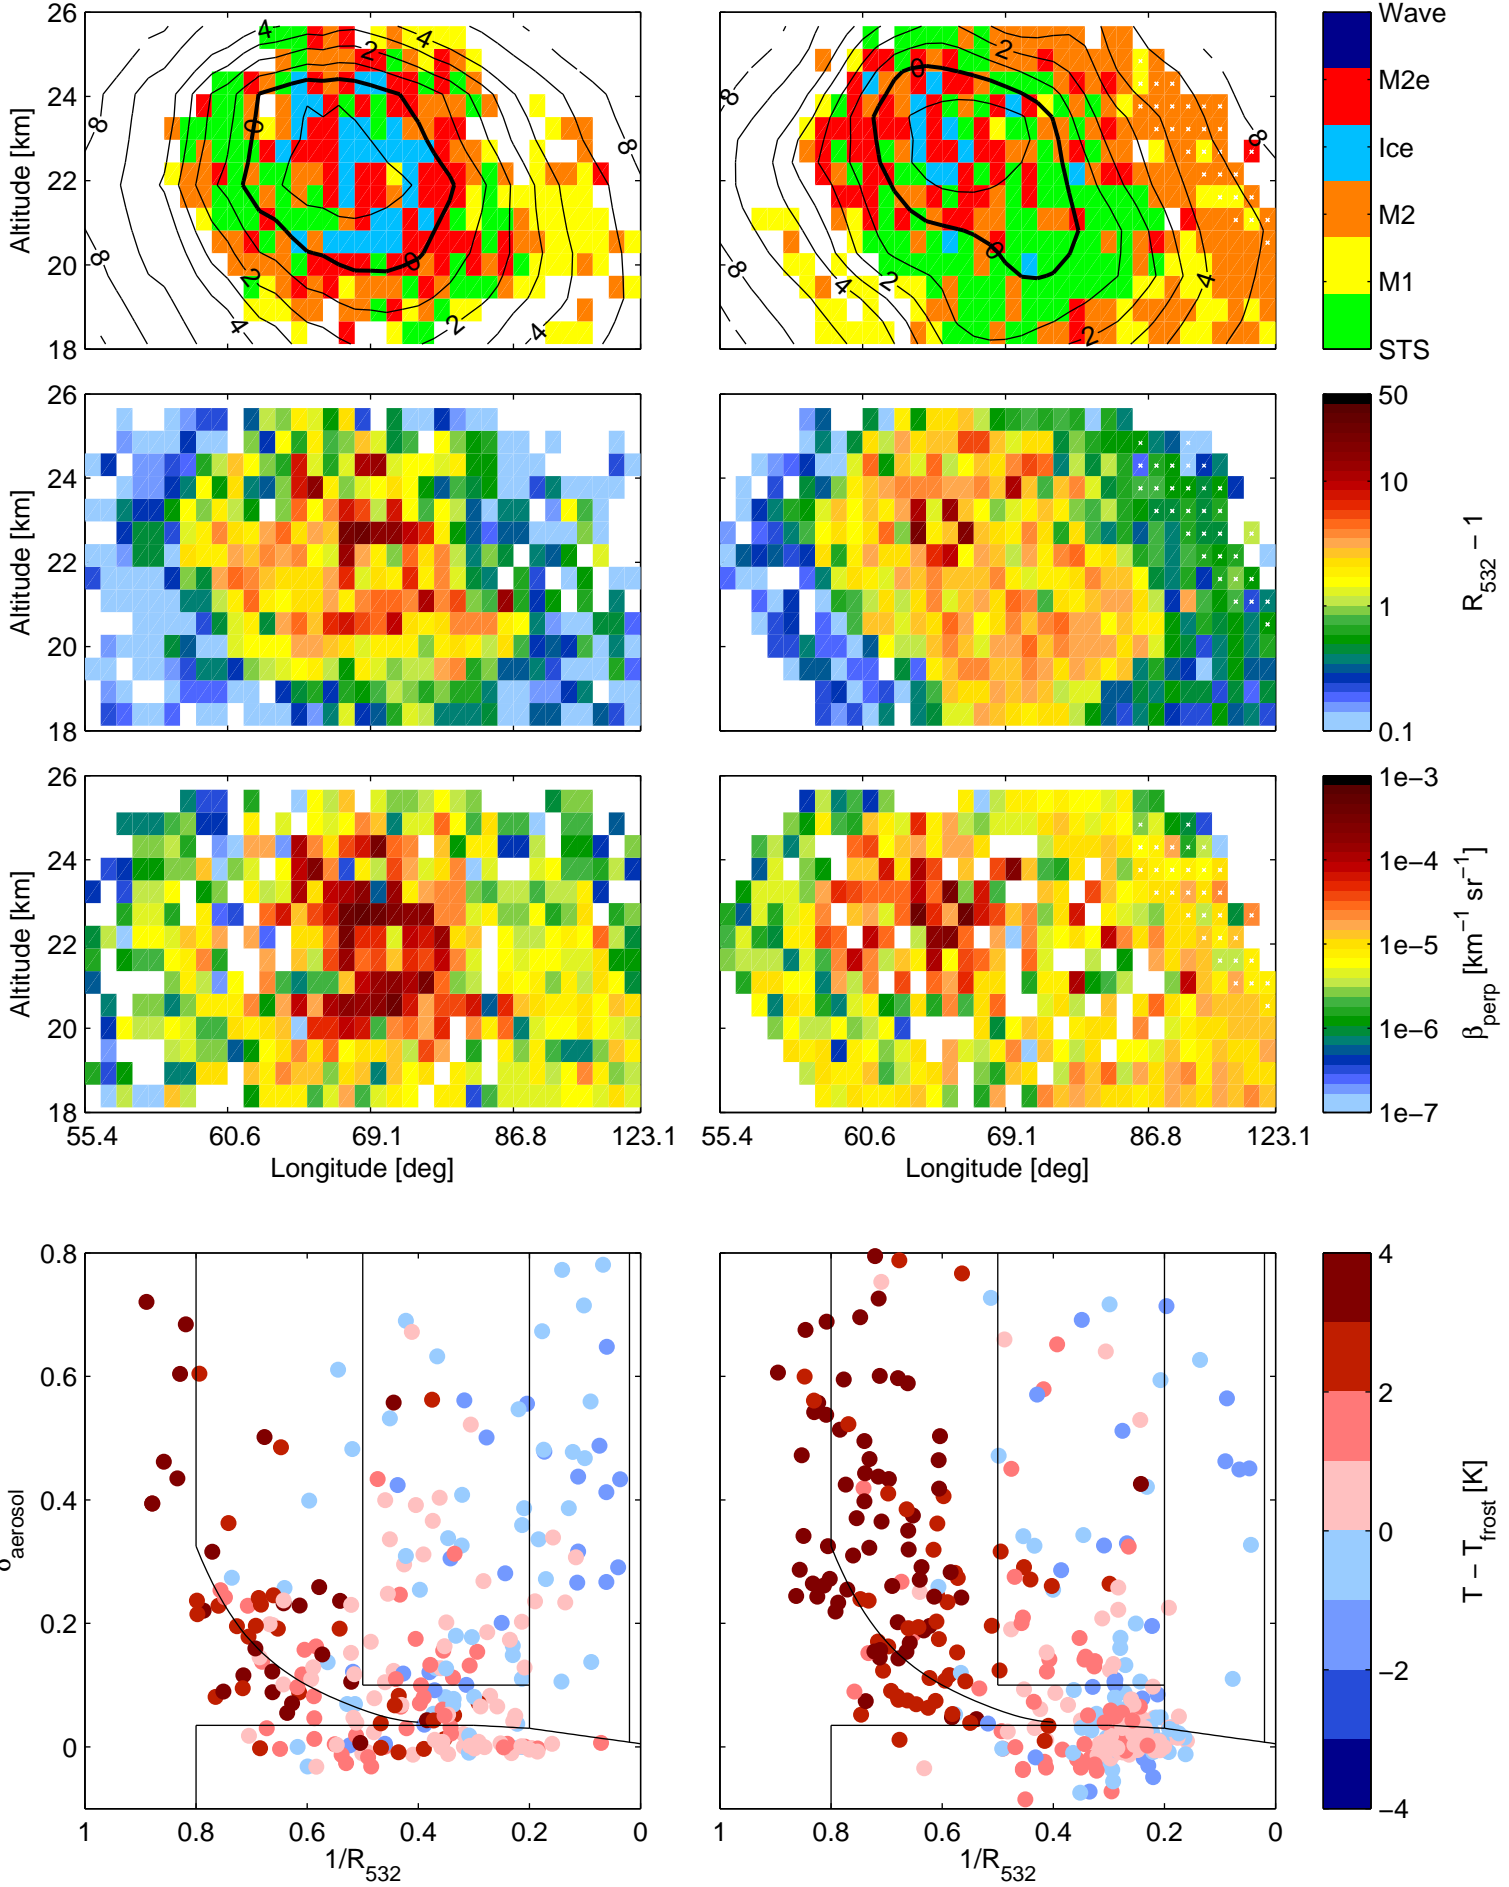 26
24
22
20
18
Altitude [km]
4
2
4
8
0
8
8
2
4
0
2
4
0
2
8
8
8
0
4
2
4
2
Wave
M2e
Ice
M2
M1
STS
26
24
22
20
18
Altitude [km]
50
10
1
0.1
R532 − 1
26
24
22
20
18
Altitude [km]
55.4 60.6 69.1 86.8 123.1
Longitude [deg]
55.4 60.6 69.1 86.8 123.1
Longitude [deg]
1e−3
1e−4
1e−5
1e−6
1e−7
βperp [km−1 sr−1]
0.8
0.6
0.4
0.2
0
aerosol
1 0.8 0.6 0.4 0.2 0
1/R532
1 0.8 0.6 0.4 0.2 0
1/R532
4
2
0
−2
−4
T − Tfrost [K]